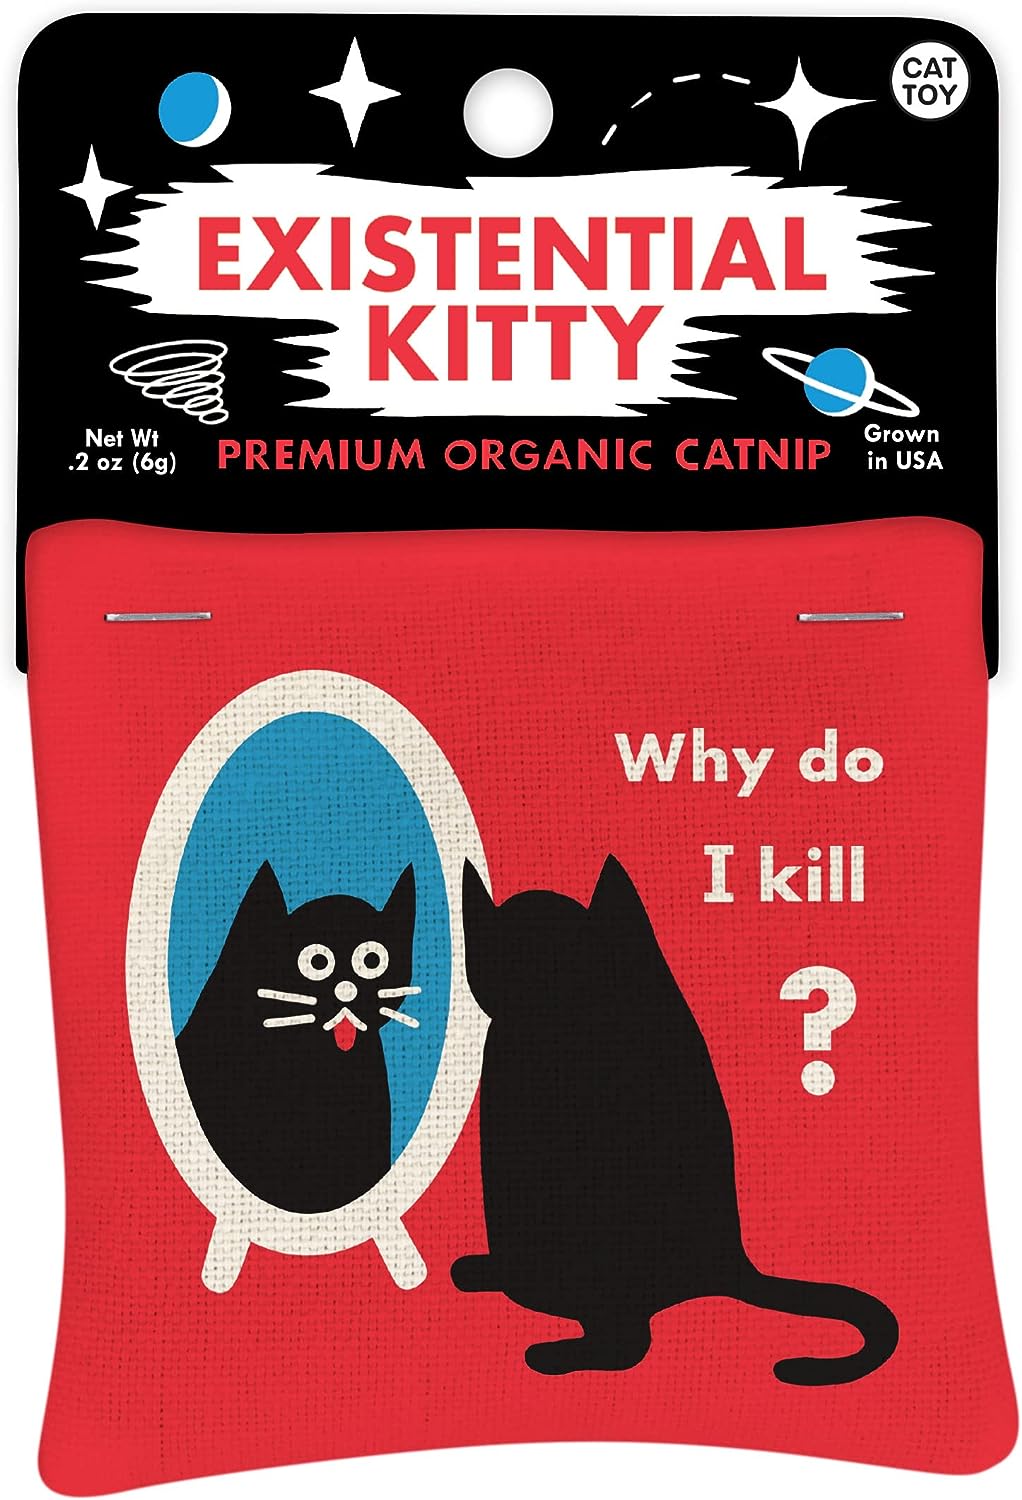 CAT
TOY
EXISTENTIAL
KITTY
Net Wt
.2 oz (6g)
PREMIUM ORGANIC CATNIP
Grown
in USA
Why do
I kill
?